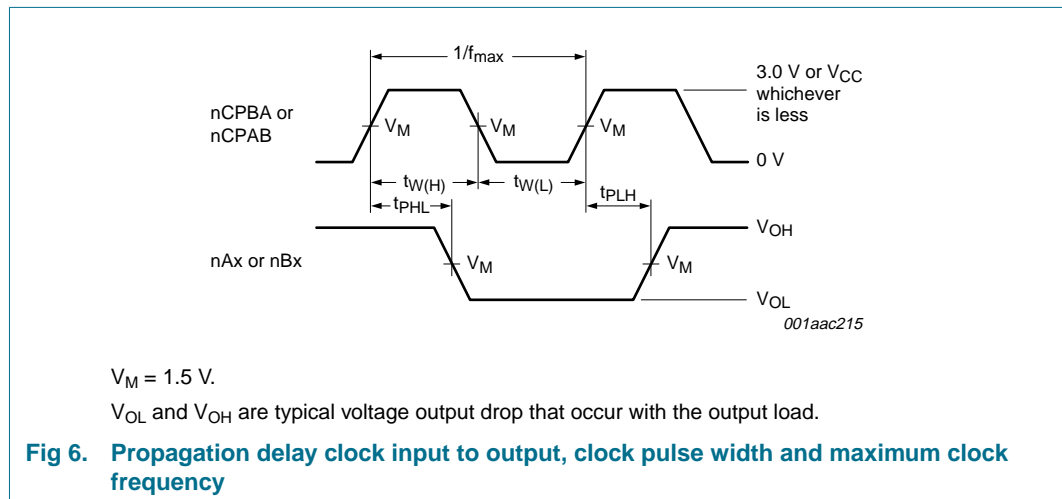 1/fmax
3.0 V or VCC
whichever
is less
nCPBA or
nCPAB
VM
VM
VM
0 V
tW(H)
tW(L)
tPHL
tPLH
VOH
nAx or nBx
VM
VM
VOL
001aac215
VM = 1.5 V.
VOL and VOH are typical voltage output drop that occur with the output load.
Fig 6. Propagation delay clock input to output, clock pulse width and maximum clock
frequency